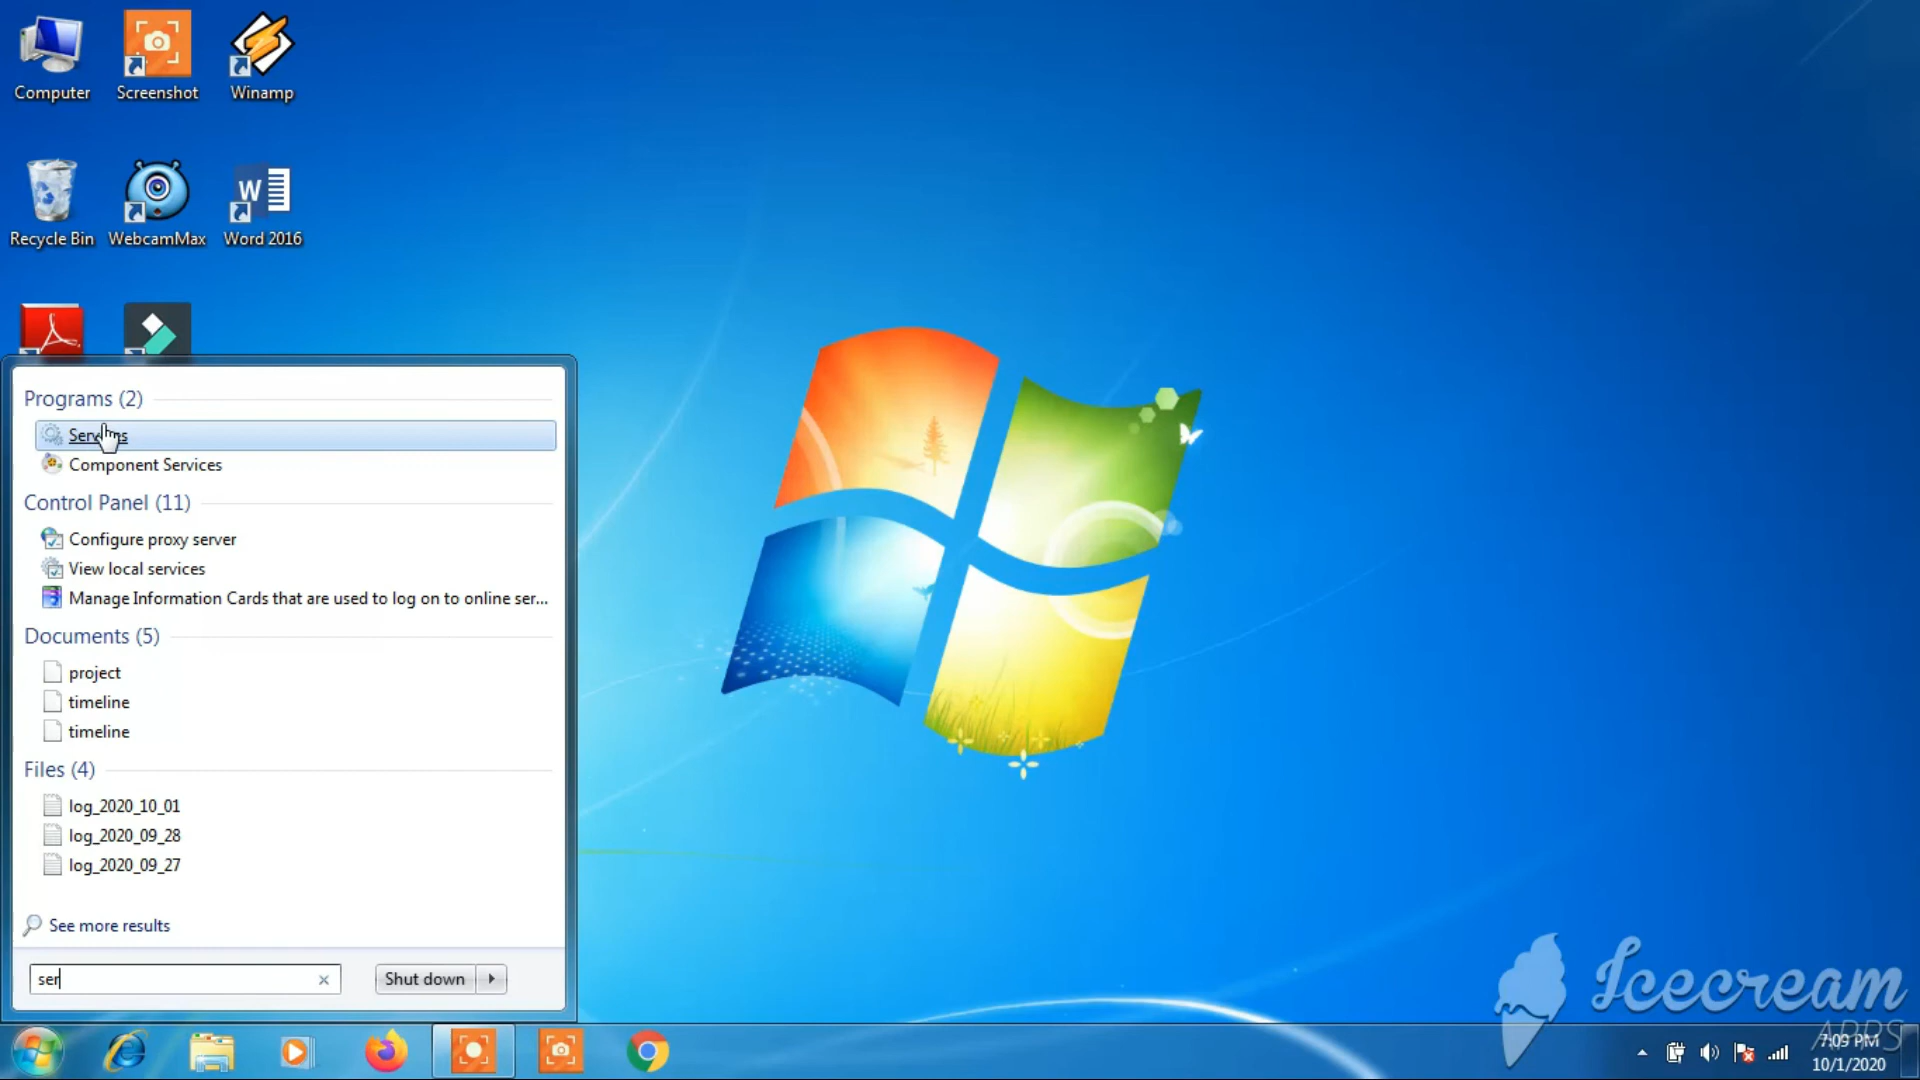 Computer
Screenshot
Winamp
Recycle Bin
WebcamMax
Word 2016
W
Programs (2)
Services
Component Services
Control Panel (11)
Configure proxy server
View local services
Manage Information Cards that are used to log on to online ser...
Documents (5)
project
timeline
timeline
Files (4)
log_2020_10_01
log_2020_09_28
log_2020_09_27
See more results
ser
Shut down
Icecream
APPS
7:09 PM
10/1/2020